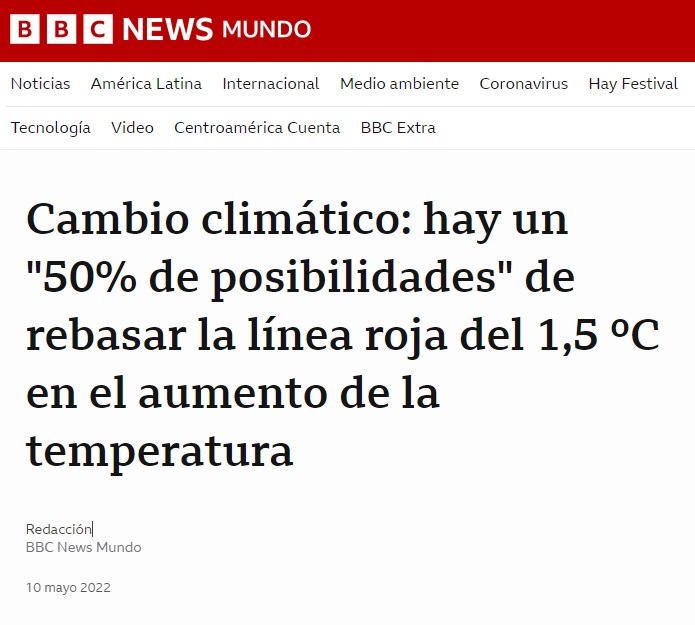 BBC NEWS MUNDO
Noticias América Latina Internacional Medio ambiente Coronavirus Hay Festival
Tecnología Video Centroamérica Cuenta BBC Extra
Cambio climático: hay un
"50% de posibilidades" de
rebasar la línea roja del 1,5 ºC
en el aumento de la
temperatura
Redacción
BBC News Mundo
10 mayo 2022